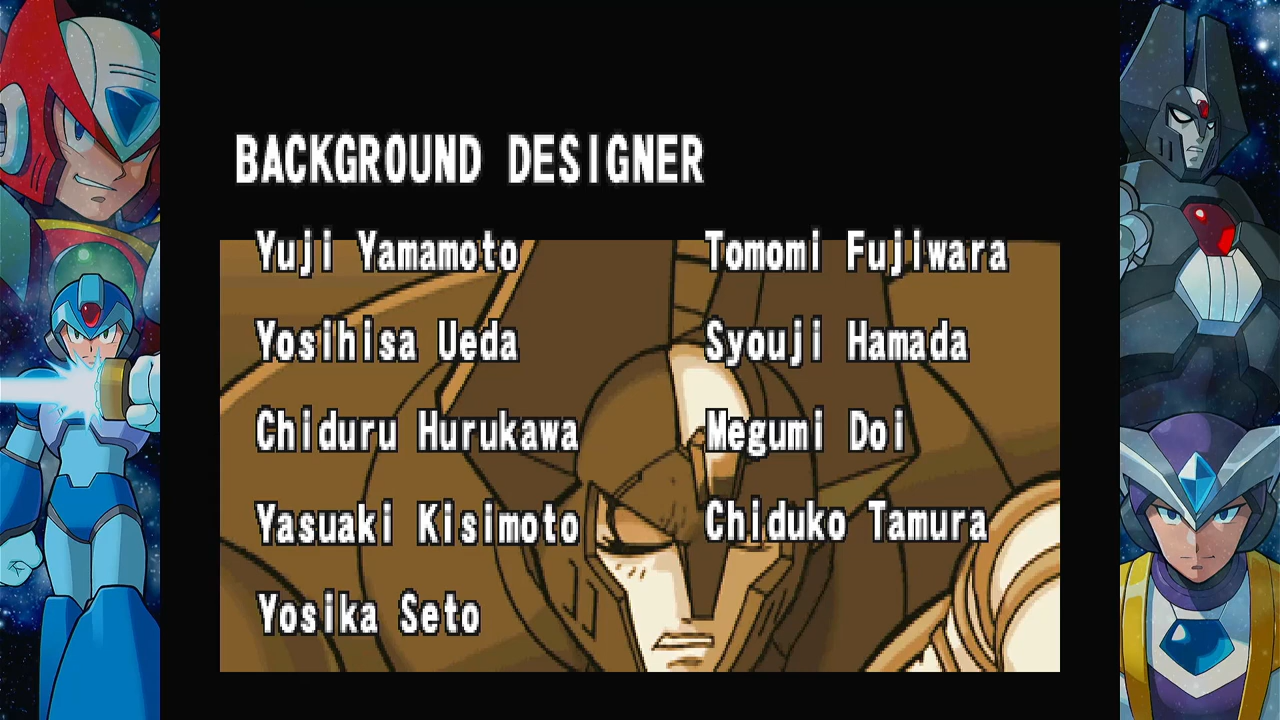 BACKGROUND DESIGNER
Yuji Yamamoto Tomomi Fujiwara
Yosihisa Ueda Syouji Hamada
Chiduru Hurukawa Megumi Doi
Yasuaki Kisimoto Chiduko Tamura
Yosika Seto